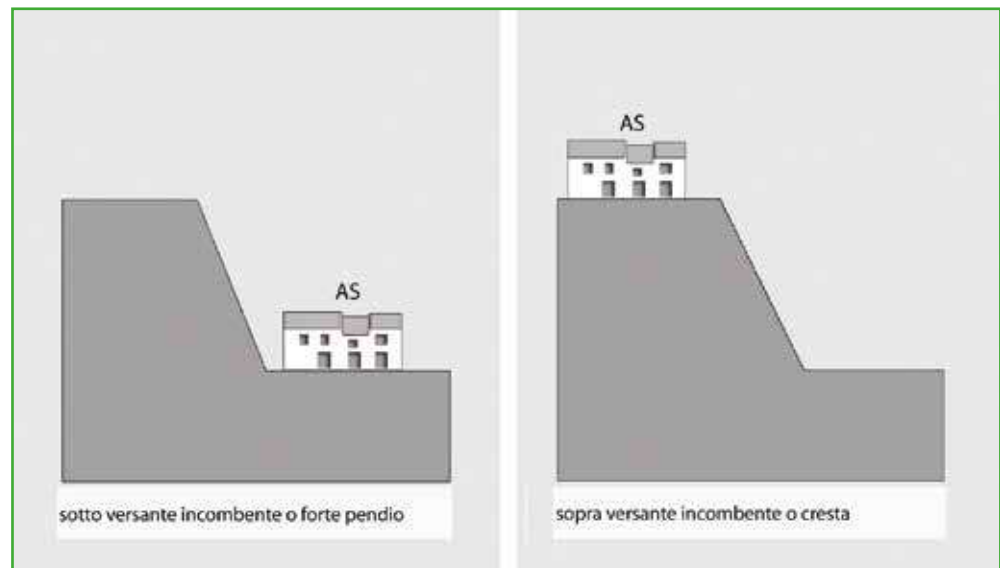 AS
sotto versante incombente o forte pendio
AS
sopra versante incombente o cresta